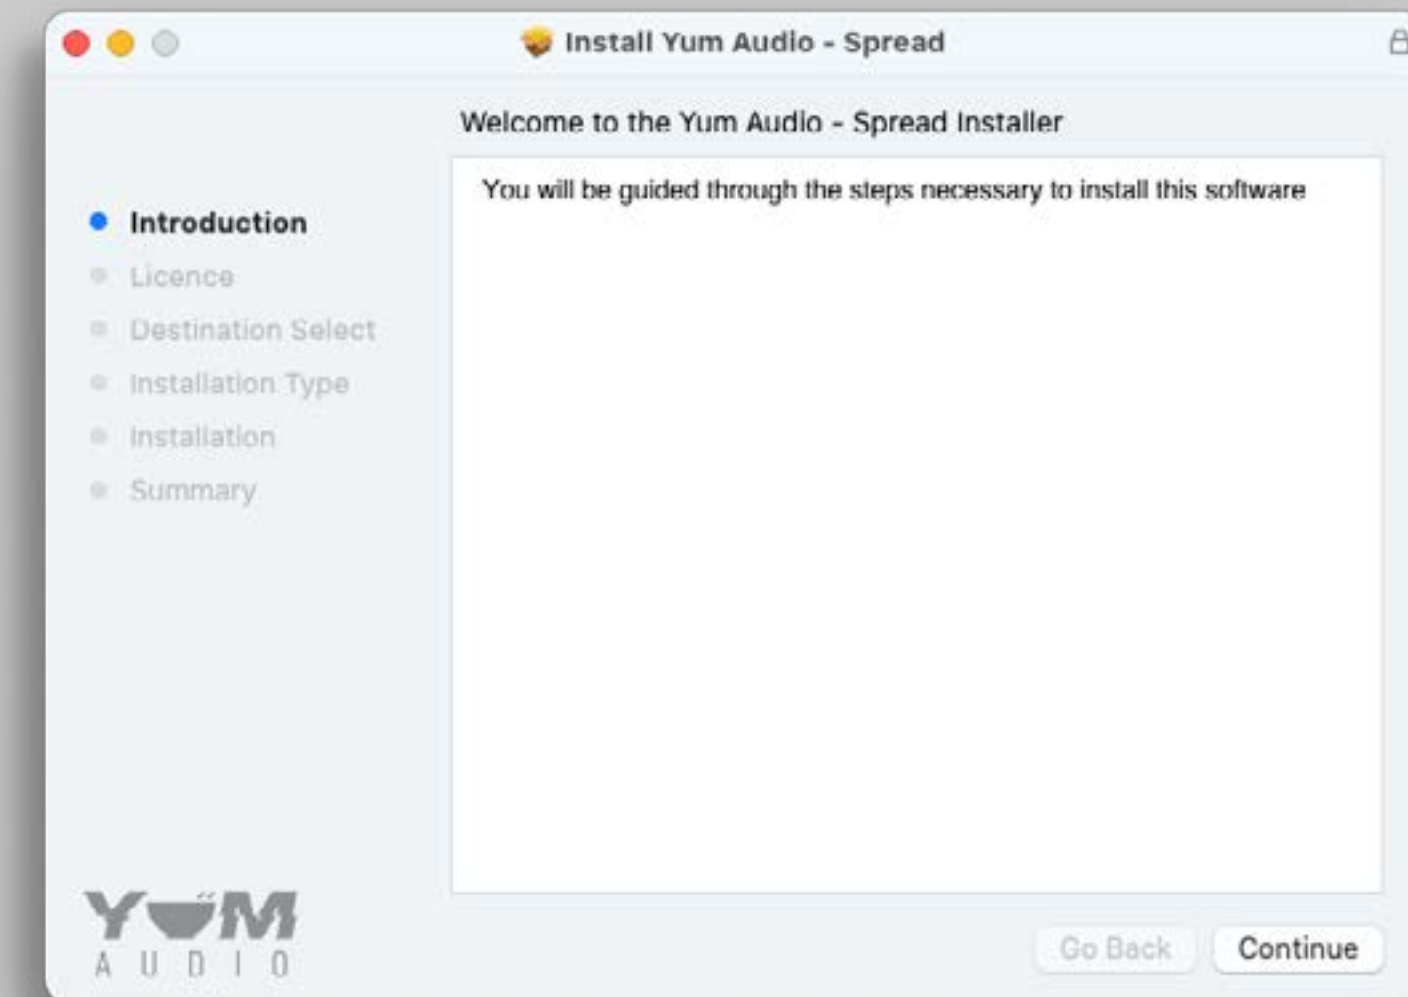 Install Yum Audio - Spread
Welcome to the Yum Audio - Spread Installer
You will be guided through the steps necessary to install this software
Introduction
Licence
Destination Select
Installation Type
Installation
Summary
YUM
AUDIO
Go Back
Continue